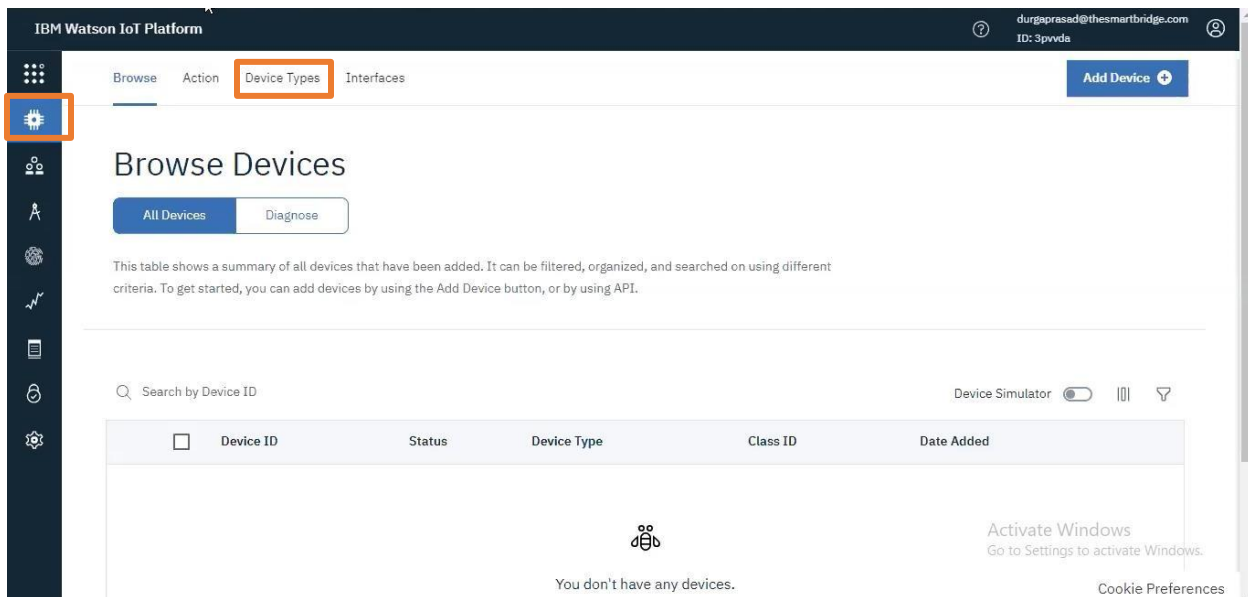 IBM Watson IoT Platform
durgaprasad@thesmartbridge.com
ID: 3pvvda
Browse Action Device Types Interfaces
Add Device
Browse Devices
All Devices Diagnose
This table shows a summary of all devices that have been added. It can be filtered, organized, and searched on using different
criteria. To get started, you can add devices by using the Add Device button, or by using API.
Search by Device ID
Device Simulator
Device ID Status Device Type Class ID Date Added
You don't have any devices.
Activate Windows
Go to Settings to activate Windows.
Cookie Preferences